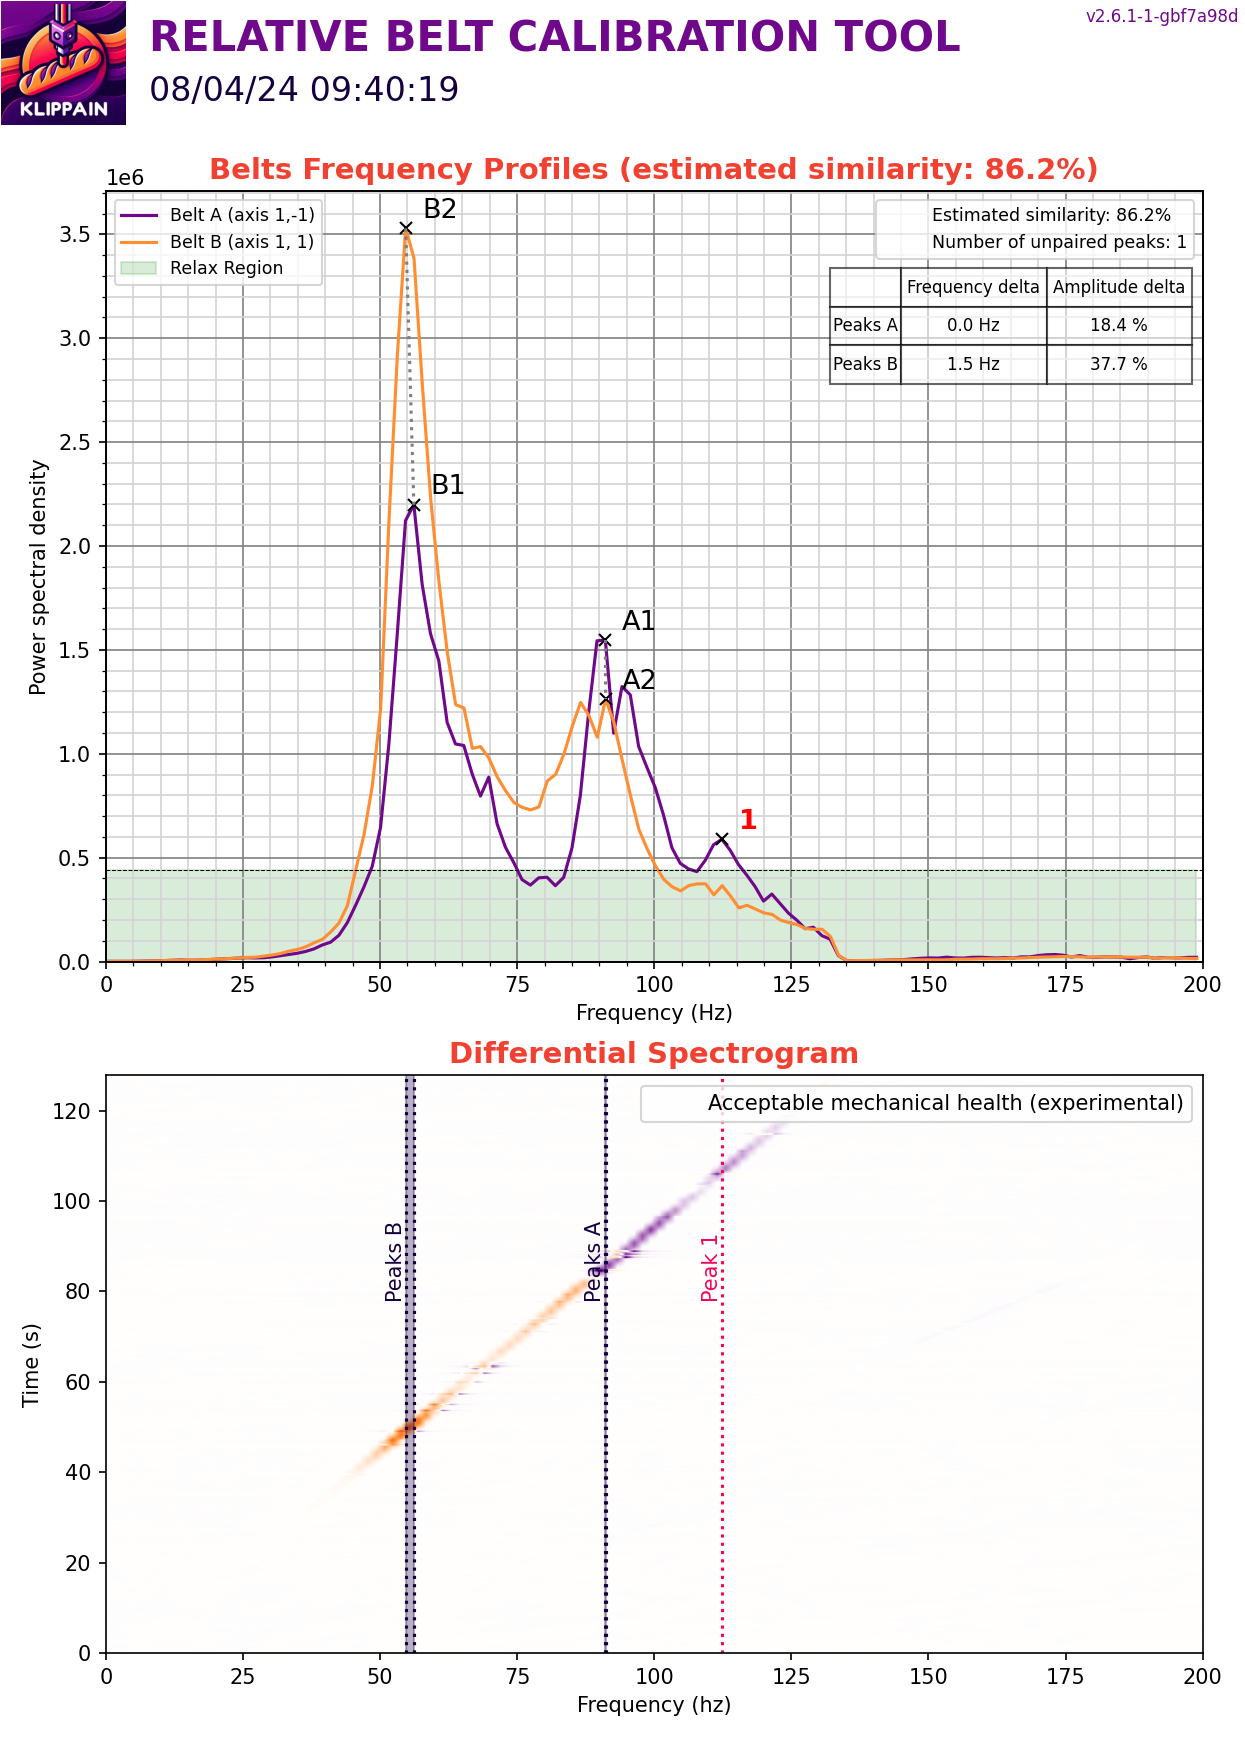 KLIPPAIN
RELATIVE BELT CALIBRATION TOOL
08/04/24 09:40:19
v2.6.1-1-gbf7a98d
Belts Frequency Profiles (estimated similarity: 86.2%)
1e6
Belt A (axis 1,-1)
Belt B (axis 1, 1)
Relax Region
Estimated similarity: 86.2%
Number of unpaired peaks: 1
Frequency delta Amplitude delta
Peaks A 0.0 Hz 18.4 %
Peaks B 1.5 Hz 37.7 %
B2
B1
A1
A2
1
Power spectral density
3.5
3.0
2.5
2.0
1.5
1.0
0.5
0.0
0 25 50 75 100 125 150 175 200
Frequency (Hz)
Differential Spectrogram
Acceptable mechanical health (experimental)
Peaks B
Peaks A
Peak 1
Time (s)
120
100
80
60
40
20
0
0 25 50 75 100 125 150 175 200
Frequency (hz)